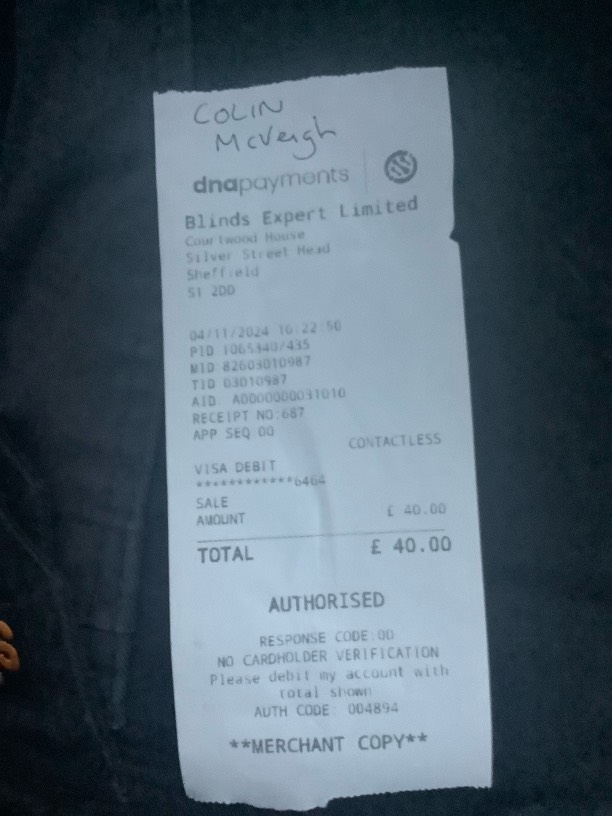 COLIN
McVeigh
dnapayments
Blinds Expert Limited
Courtwood House
Silver Street Head
Sheffield
S1 2DD
04/11/2024 16:22:50
PID 1065340/435
MID 82603010987
TID 03010987
AID: A0000000031010
RECEIPT NO:687
APP SEQ 00
CONTACTLESS
VISA DEBIT
************6464
SALE
AMOUNT £ 40.00
TOTAL £ 40.00
AUTHORISED
RESPONSE CODE:00
NO CARDHOLDER VERIFICATION
Please debit my account with
total shown
AUTH CODE: 004894
**MERCHANT COPY**